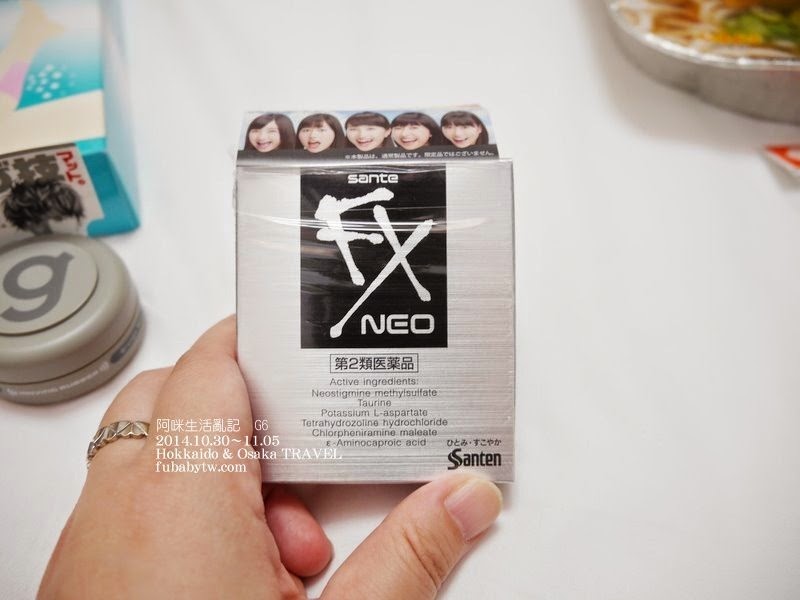 ※本製品は、通常製品です。限定品ではございません。
sante
FX
NEO
第2類医薬品
Active ingredients:
Neostigmine methylsulfate
Taurine
Potassium L-aspartate
Tetrahydrozoline hydrochloride
Chlorpheniramine maleate
ε-Aminocaproic acid
ひとみ・すこやか
Santen
g
阿咪生活亂記 G6
2014.10.30~11.05
Hokkaido & Osaka TRAVEL
fubabytw.com